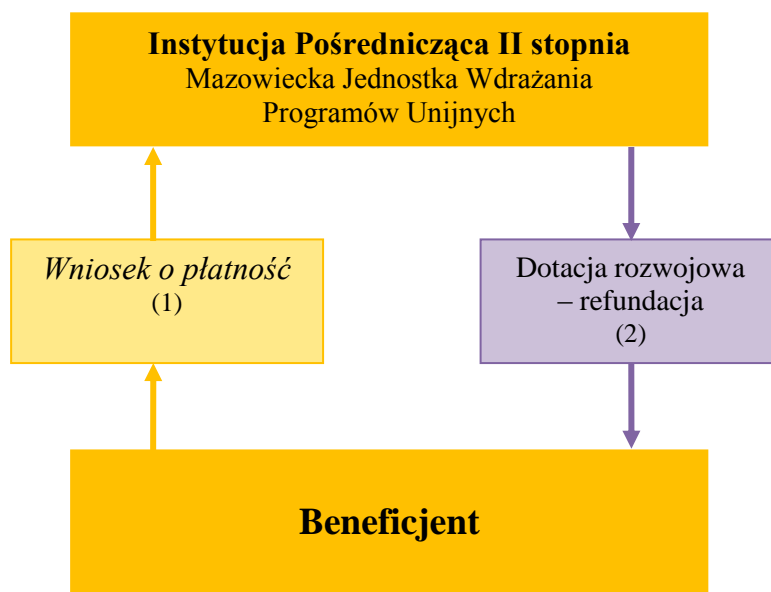 Instytucja Pośrednicząca II stopnia
Mazowiecka Jednostka Wdrażania
Programów Unijnych
Wniosek o płatność
(1)
Dotacja rozwojowa
– refundacja
(2)
Beneficjent